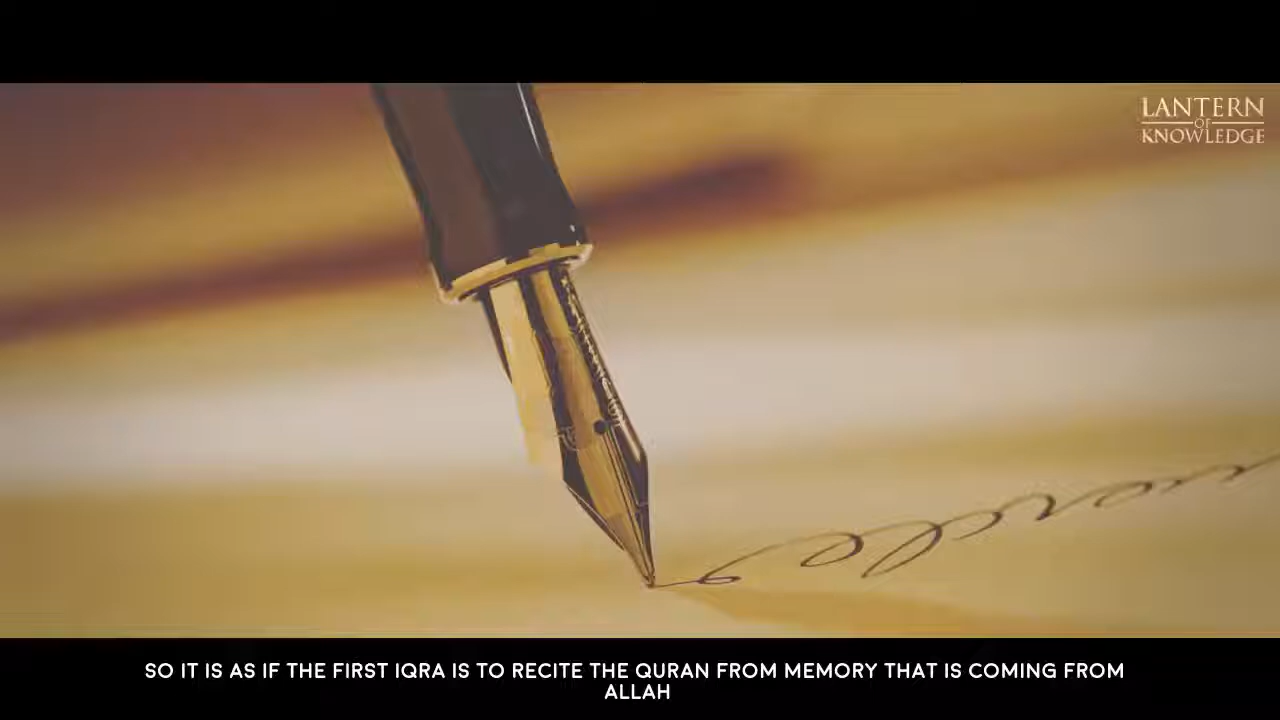 LANTERN
OF
KNOWLEDGE
SO IT IS AS IF THE FIRST IQRA IS TO RECITE THE QURAN FROM MEMORY THAT IS COMING FROM
ALLAH